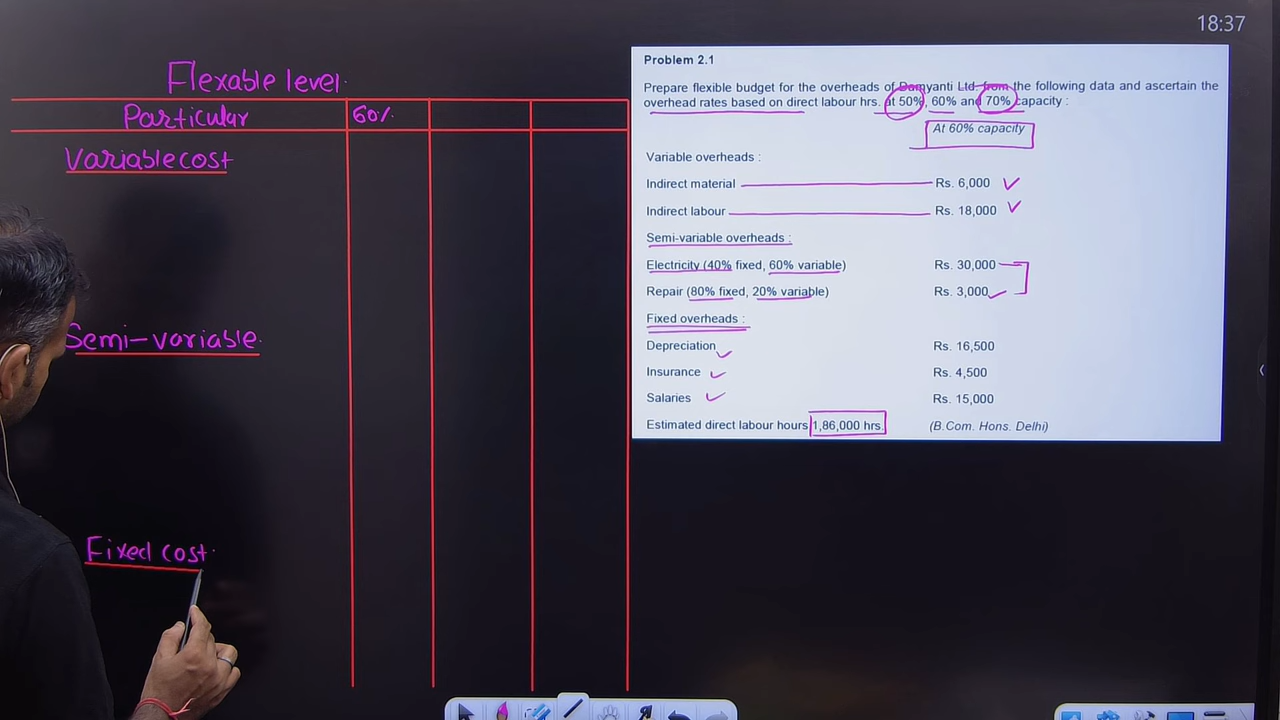 18:37
Flexable level.
Particular 60%
Variable cost
Semi-variable.
Fixed cost.
Problem 2.1
Prepare flexible budget for the overheads of Damyanti Ltd. from the following data and ascertain the
overhead rates based on direct labour hrs. at 50%, 60% and 70% capacity :
At 60% capacity
Variable overheads :
Indirect material Rs. 6,000
Indirect labour Rs. 18,000
Semi-variable overheads :
Electricity (40% fixed, 60% variable) Rs. 30,000
Repair (80% fixed, 20% variable) Rs. 3,000
Fixed overheads :
Depreciation Rs. 16,500
Insurance Rs. 4,500
Salaries Rs. 15,000
Estimated direct labour hours 1,86,000 hrs. (B.Com. Hons. Delhi)